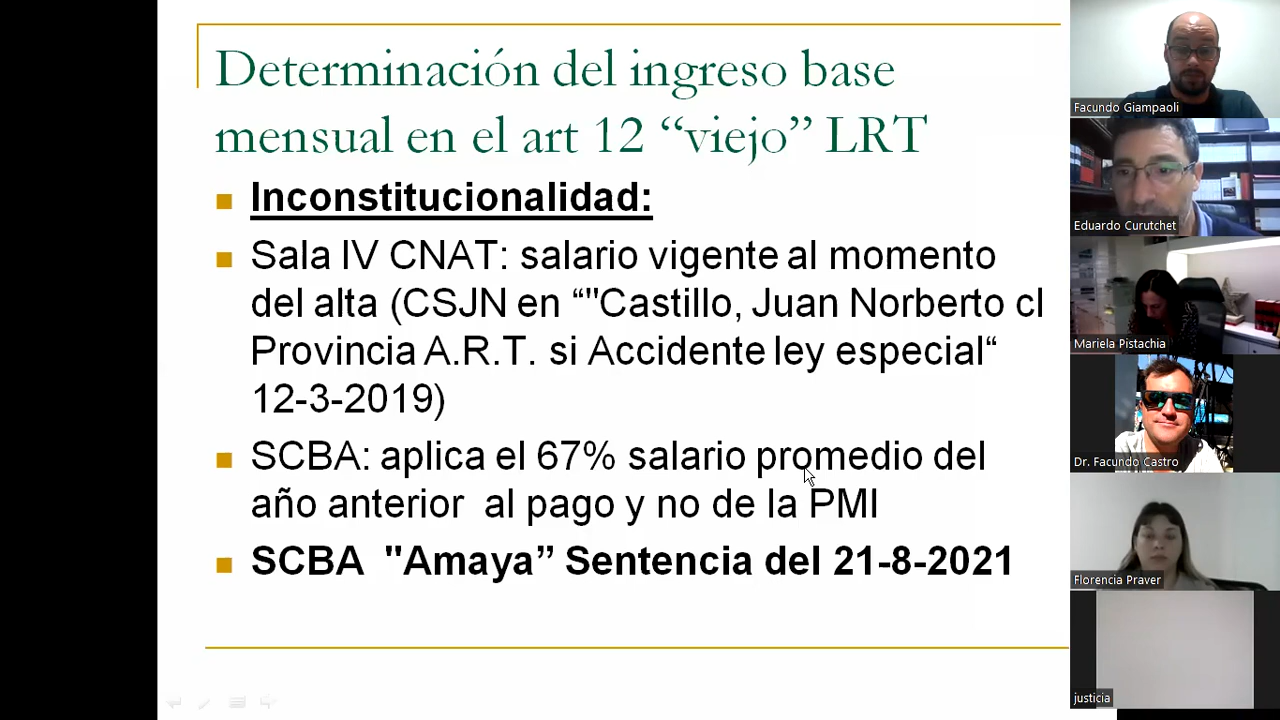 Determinación del ingreso base
mensual en el art 12 “viejo” LRT
Inconstitucionalidad:
Sala IV CNAT: salario vigente al momento
del alta (CSJN en “"Castillo, Juan Norberto cl
Provincia A.R.T. si Accidente ley especial“
12-3-2019)
SCBA: aplica el 67% salario promedio del
año anterior al pago y no de la PMI
SCBA "Amaya” Sentencia del 21-8-2021
Facundo Giampaoli
Eduardo Curutchet
Mariela Pistachia
Dr. Facundo Castro
Florencia Praver
justicia